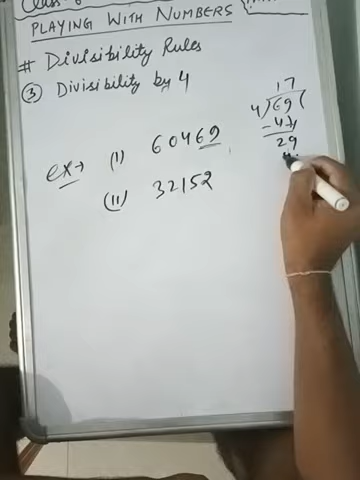 PLAYING WITH NUMBERS
# Divisibility Rules
③ Divisibility by 4
ex→ (i) 60469
(ii) 32152
17
4)69(
-4↓
29